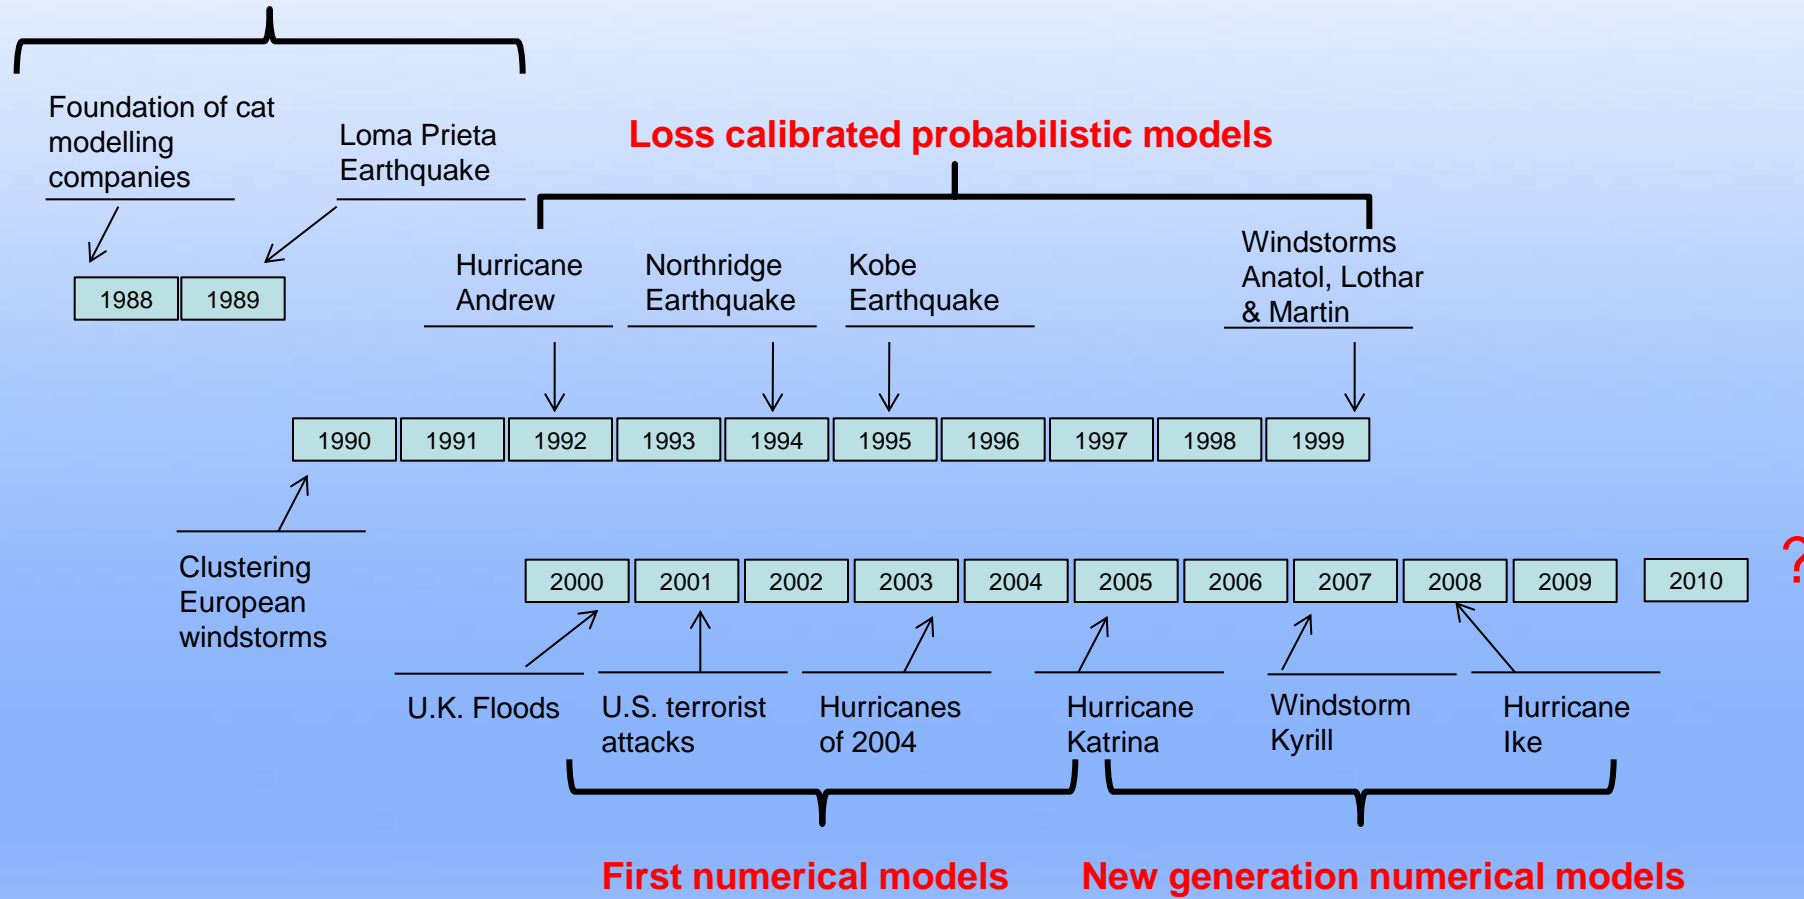 Foundation of cat
modelling
companies
Loma Prieta
Earthquake
Loss calibrated probabilistic models
1988
1989
Hurricane
Andrew
Northridge
Earthquake
Kobe
Earthquake
Windstorms
Anatol, Lothar
& Martin
1990
1991
1992
1993
1994
1995
1996
1997
1998
1999
Clustering
European
windstorms
2000
2001
2002
2003
2004
2005
2006
2007
2008
2009
2010
?
U.K. Floods
U.S. terrorist
attacks
Hurricanes
of 2004
Hurricane
Katrina
Windstorm
Kyrill
Hurricane
Ike
First numerical models
New generation numerical models